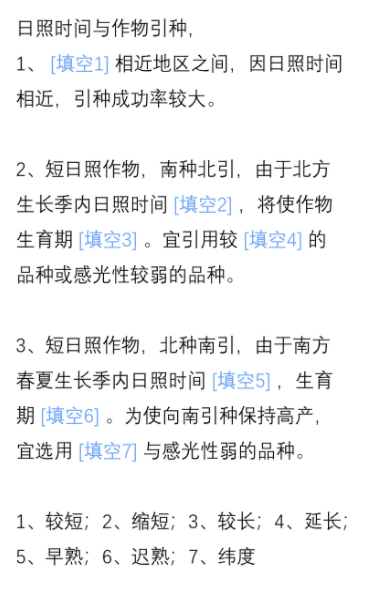 日照时间与作物引种，
1、 [填空1] 相近地区之间，因日照时间
相近，引种成功率较大。
2、短日照作物，南种北引，由于北方
生长季内日照时间 [填空2] ，将使作物
生育期 [填空3] 。宜引用较 [填空4] 的
品种或感光性较弱的品种。
3、短日照作物，北种南引，由于南方
春夏生长季内日照时间 [填空5] ，生育
期 [填空6] 。为使向南引种保持高产，
宜选用 [填空7] 与感光性弱的品种。
1、较短；2、缩短；3、较长；4、延长；
5、早熟；6、迟熟；7、纬度